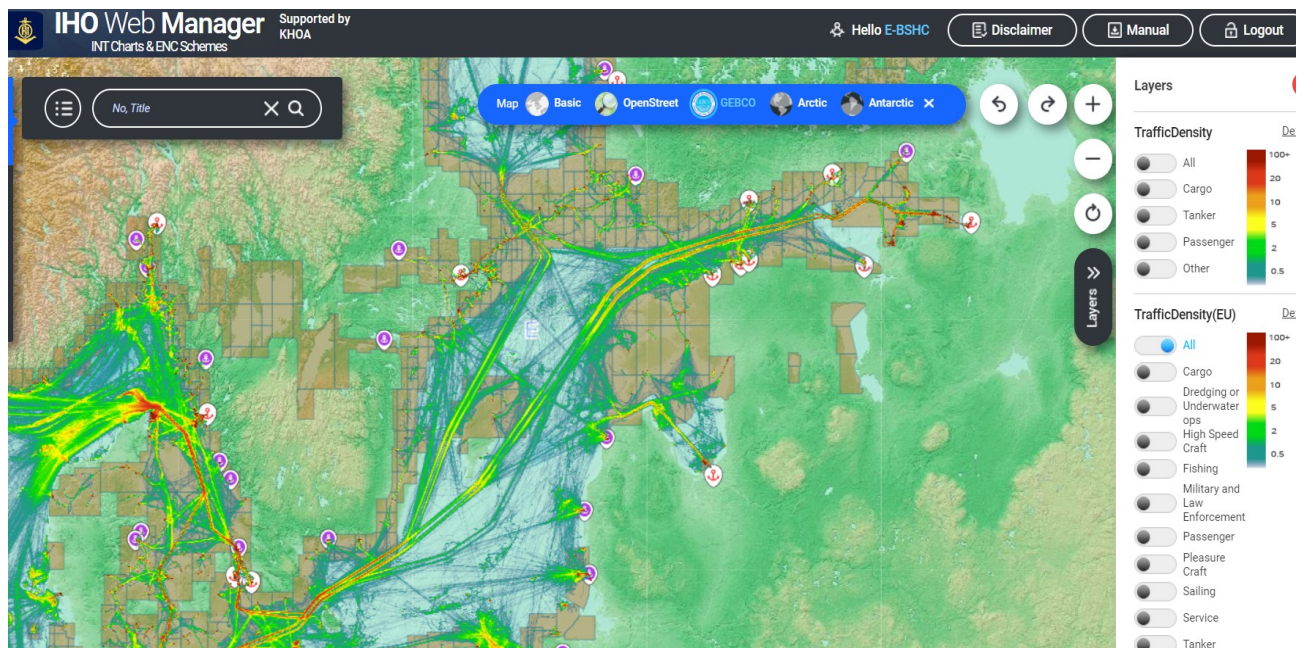 IHO Web Manager
INT Charts & ENC Schemes
Supported by
KHOA
Hello E-BSHC
Disclaimer
Manual
Logout
No, Title
Map
Basic
OpenStreet
GEBCO
Arctic
Antarctic
Layers
Layers
TrafficDensity
All
Cargo
Tanker
Passenger
Other
100+
20
10
5
2
0.5
TrafficDensity(EU)
All
Cargo
Dredging or
Underwater
ops
High Speed
Craft
Fishing
Military and
Law
Enforcement
Passenger
Pleasure
Craft
Sailing
Service
Tanker
100+
20
10
5
2
0.5